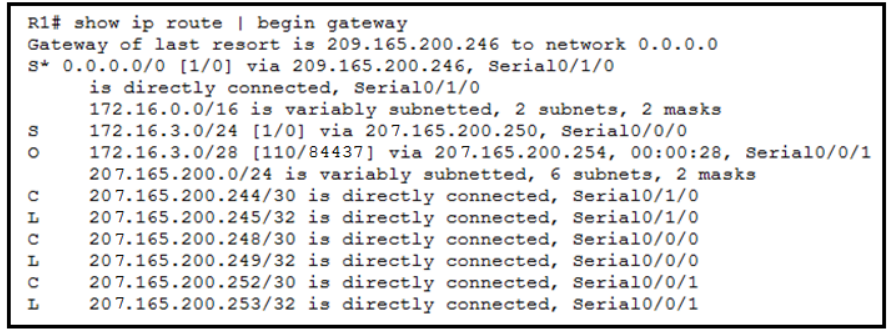 R1# show ip route | begin gateway
Gateway of last resort is 209.165.200.246 to network 0.0.0.0
S* 0.0.0.0/0 [1/0] via 209.165.200.246, Serial0/1/0
is directly connected, Serial0/1/0
172.16.0.0/16 is variably subnetted, 2 subnets, 2 masks
S 172.16.3.0/24 [1/0] via 207.165.200.250, Serial0/0/0
O 172.16.3.0/28 [110/84437] via 207.165.200.254, 00:00:28, Serial0/0/1
207.165.200.0/24 is variably subnetted, 6 subnets, 2 masks
C 207.165.200.244/30 is directly connected, Serial0/1/0
L 207.165.200.245/32 is directly connected, Serial0/1/0
C 207.165.200.248/30 is directly connected, Serial0/0/0
L 207.165.200.249/32 is directly connected, Serial0/0/0
C 207.165.200.252/30 is directly connected, Serial0/0/1
L 207.165.200.253/32 is directly connected, Serial0/0/1